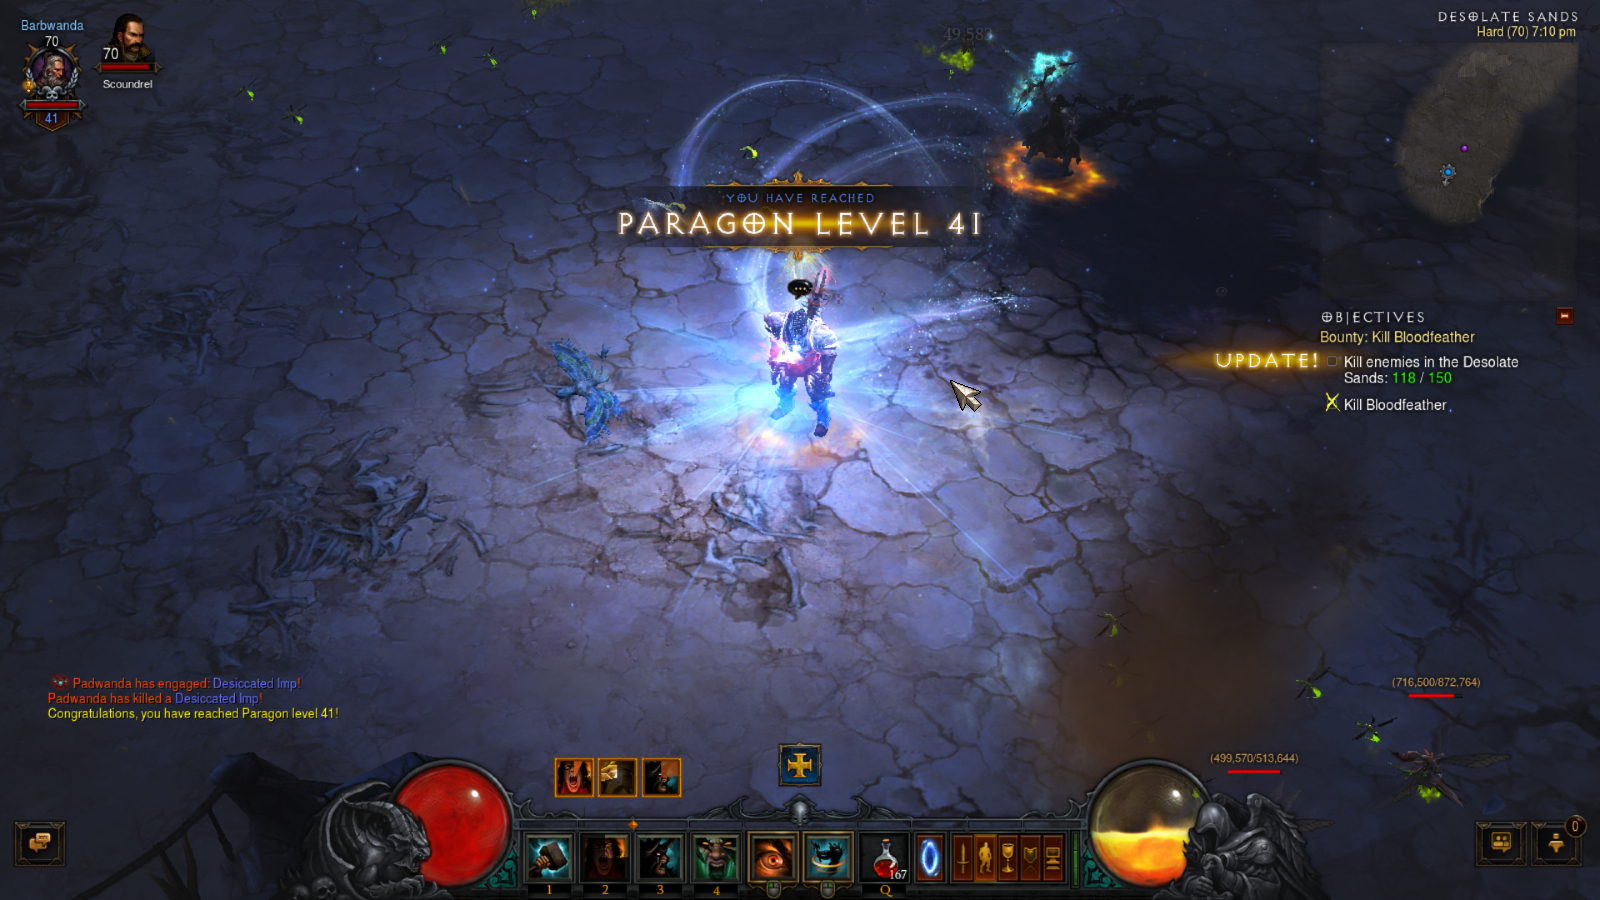 Barbwanda
70
70
Scoundrel
41
DESOLATE SANDS
Hard (70) 7:10 pm
49,583
YOU HAVE REACHED
PARAGON LEVEL 41
OBJECTIVES
Bounty: Kill Bloodfeather
UPDATE!
Kill enemies in the Desolate
Sands: 118 / 150
Kill Bloodfeather
Padwanda has engaged: Desiccated Imp!
Padwanda has killed a Desiccated Imp!
Congratulations, you have reached Paragon level 41!
(716,500/872,764)
(499,570/513,644)
167
0
1
2
3
4
Q